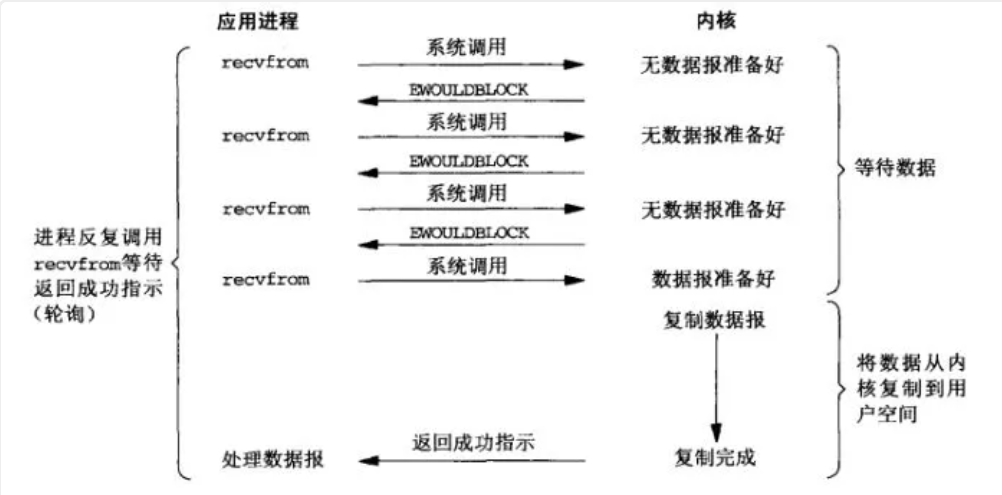 应用进程 内核
recvfrom 系统调用 无数据报准备好
EWOULDBLOCK
recvfrom 系统调用 无数据报准备好
EWOULDBLOCK
recvfrom 系统调用 无数据报准备好
EWOULDBLOCK
recvfrom 系统调用 数据报准备好
等待数据
进程反复调用
recvfrom等待
返回成功指示
(轮询)
复制数据报
将数据从内
核复制到用
户空间
处理数据报 返回成功指示 复制完成